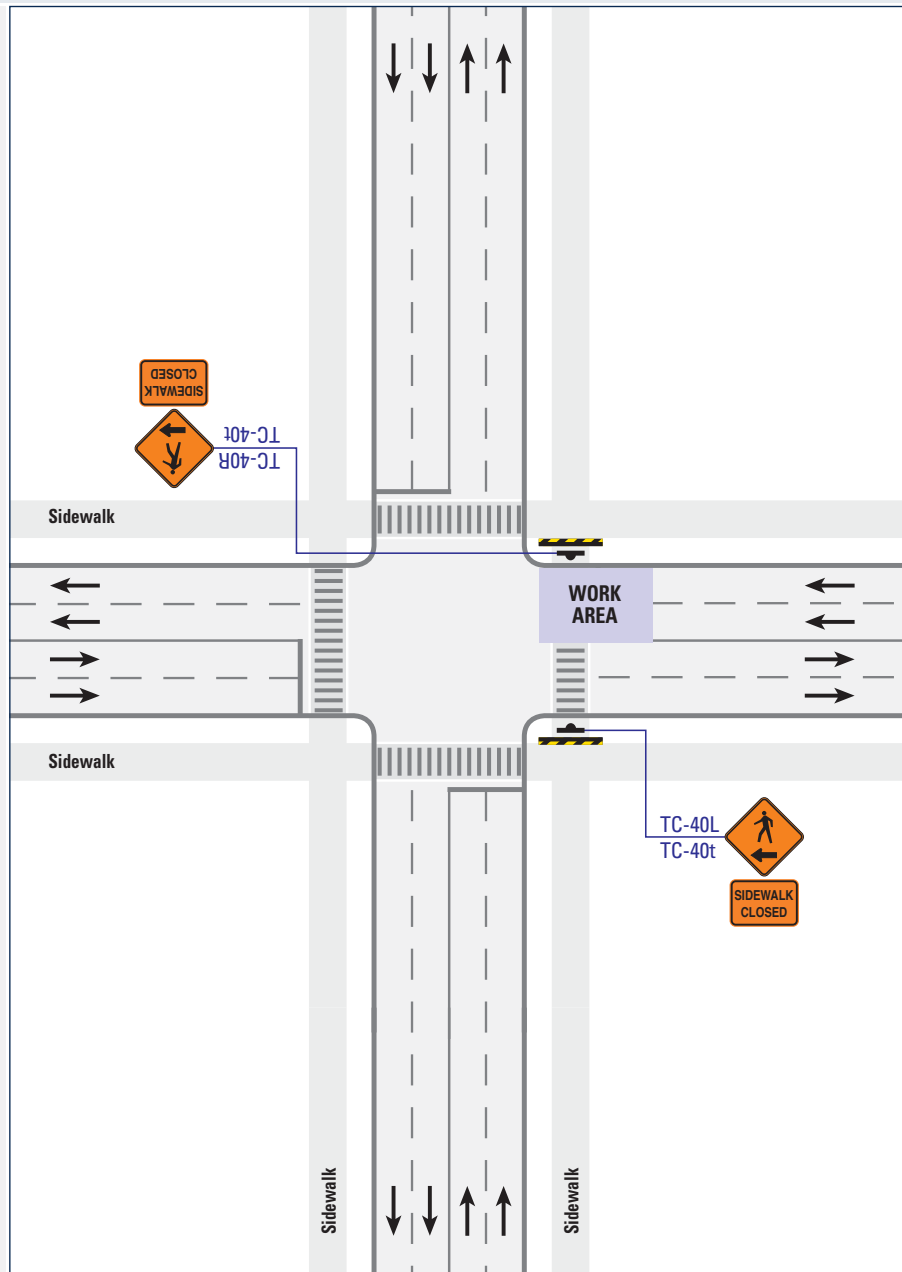 SIDEWALK
CLOSED
TC-40R
TC-40t
Sidewalk
WORK
AREA
Sidewalk
TC-40L
TC-40t
SIDEWALK
CLOSED
Sidewalk
Sidewalk